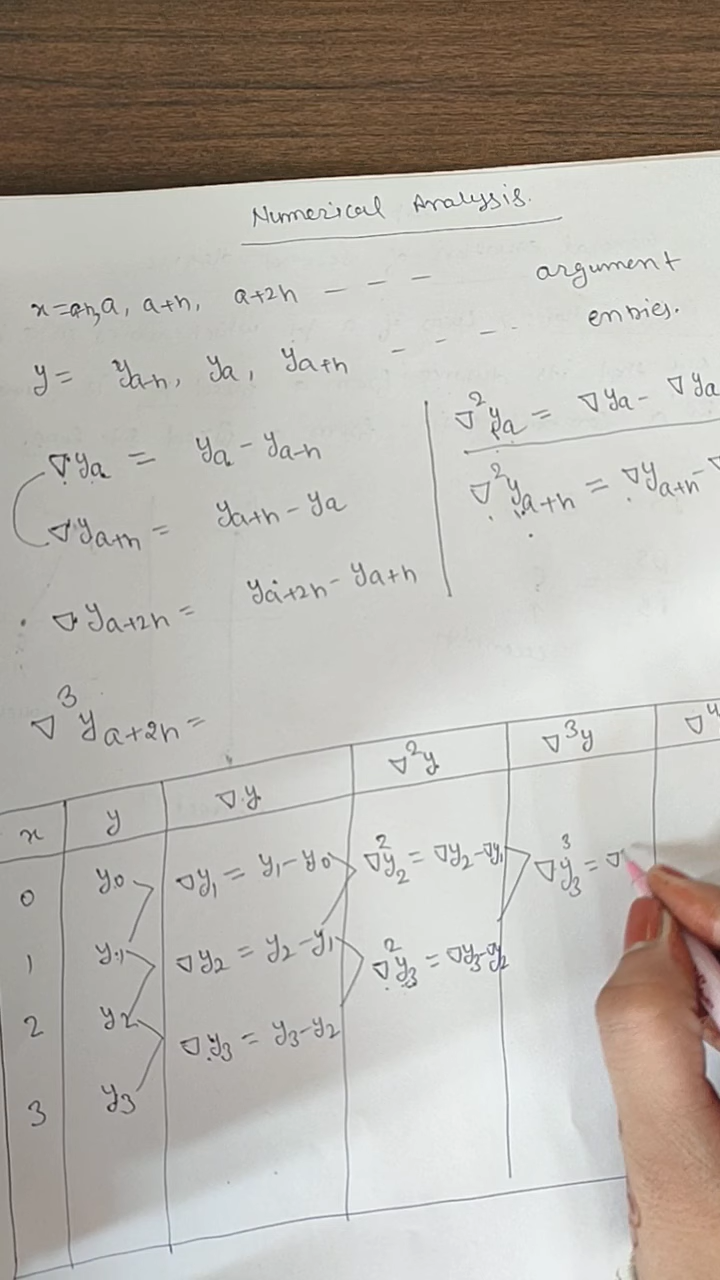 Numerical Analysis.
x = a-h, a, a+h, a+2h - - - argument
y = ya-h, ya, ya+h - - - entries.
∇ya = ya - ya-h
∇ya+h = ya+h - ya
∇ya+2h = ya+2h - ya+h
∇²ya = ∇ya - ∇ya
∇²ya+h = ∇ya+h - ∇
∇³ya+2h =
x y ∇y ∇²y ∇³y ∇⁴
0 y0 ∇y1 = y1 - y0 ∇²y2 = ∇y2 - ∇y1 ∇³y3 = ∇
1 y1 ∇y2 = y2 - y1 ∇²y3 = ∇y3 - ∇y2
2 y2 ∇y3 = y3 - y2
3 y3